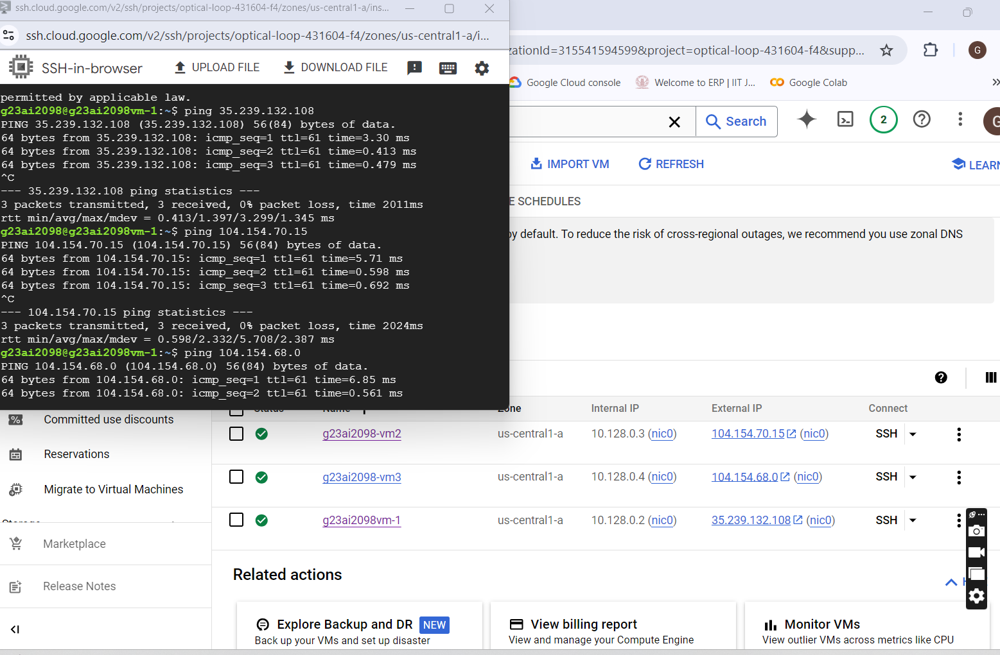 ssh.cloud.google.com/v2/ssh/projects/optical-loop-431604-f4/zones/us-central1-a/ins...
ssh.cloud.google.com/v2/ssh/projects/optical-loop-431604-f4/zones/us-central1-a/i...
SSH-in-browser
UPLOAD FILE
DOWNLOAD FILE
permitted by applicable law.
g23ai2098@g23ai2098vm-1:~$ ping 35.239.132.108
PING 35.239.132.108 (35.239.132.108) 56(84) bytes of data.
64 bytes from 35.239.132.108: icmp_seq=1 ttl=61 time=3.30 ms
64 bytes from 35.239.132.108: icmp_seq=2 ttl=61 time=0.413 ms
64 bytes from 35.239.132.108: icmp_seq=3 ttl=61 time=0.479 ms
^C
--- 35.239.132.108 ping statistics ---
3 packets transmitted, 3 received, 0% packet loss, time 2011ms
rtt min/avg/max/mdev = 0.413/1.397/3.299/1.345 ms
g23ai2098@g23ai2098vm-1:~$ ping 104.154.70.15
PING 104.154.70.15 (104.154.70.15) 56(84) bytes of data.
64 bytes from 104.154.70.15: icmp_seq=1 ttl=61 time=5.71 ms
64 bytes from 104.154.70.15: icmp_seq=2 ttl=61 time=0.598 ms
64 bytes from 104.154.70.15: icmp_seq=3 ttl=61 time=0.692 ms
^C
--- 104.154.70.15 ping statistics ---
3 packets transmitted, 3 received, 0% packet loss, time 2024ms
rtt min/avg/max/mdev = 0.598/2.332/5.708/2.387 ms
g23ai2098@g23ai2098vm-1:~$ ping 104.154.68.0
PING 104.154.68.0 (104.154.68.0) 56(84) bytes of data.
64 bytes from 104.154.68.0: icmp_seq=1 ttl=61 time=6.85 ms
64 bytes from 104.154.68.0: icmp_seq=2 ttl=61 time=0.561 ms
zationId=315541594599&project=optical-loop-431604-f4&supp...
G
Google Cloud console
Welcome to ERP | IIT J...
Google Colab
Search
2
G
IMPORT VM
REFRESH
LEARN
E SCHEDULES
by default. To reduce the risk of cross-regional outages, we recommend you use zonal DNS
Status Name Zone Internal IP External IP Connect
g23ai2098-vm2 us-central1-a 10.128.0.3 (nic0) 104.154.70.15 (nic0) SSH
g23ai2098-vm3 us-central1-a 10.128.0.4 (nic0) 104.154.68.0 (nic0) SSH
g23ai2098vm-1 us-central1-a 10.128.0.2 (nic0) 35.239.132.108 (nic0) SSH
Committed use discounts
Reservations
Migrate to Virtual Machines
Storage
Marketplace
Release Notes
Related actions
H
Explore Backup and DR NEW
Back up your VMs and set up disaster
View billing report
View and manage your Compute Engine
Monitor VMs
View outlier VMs across metrics like CPU